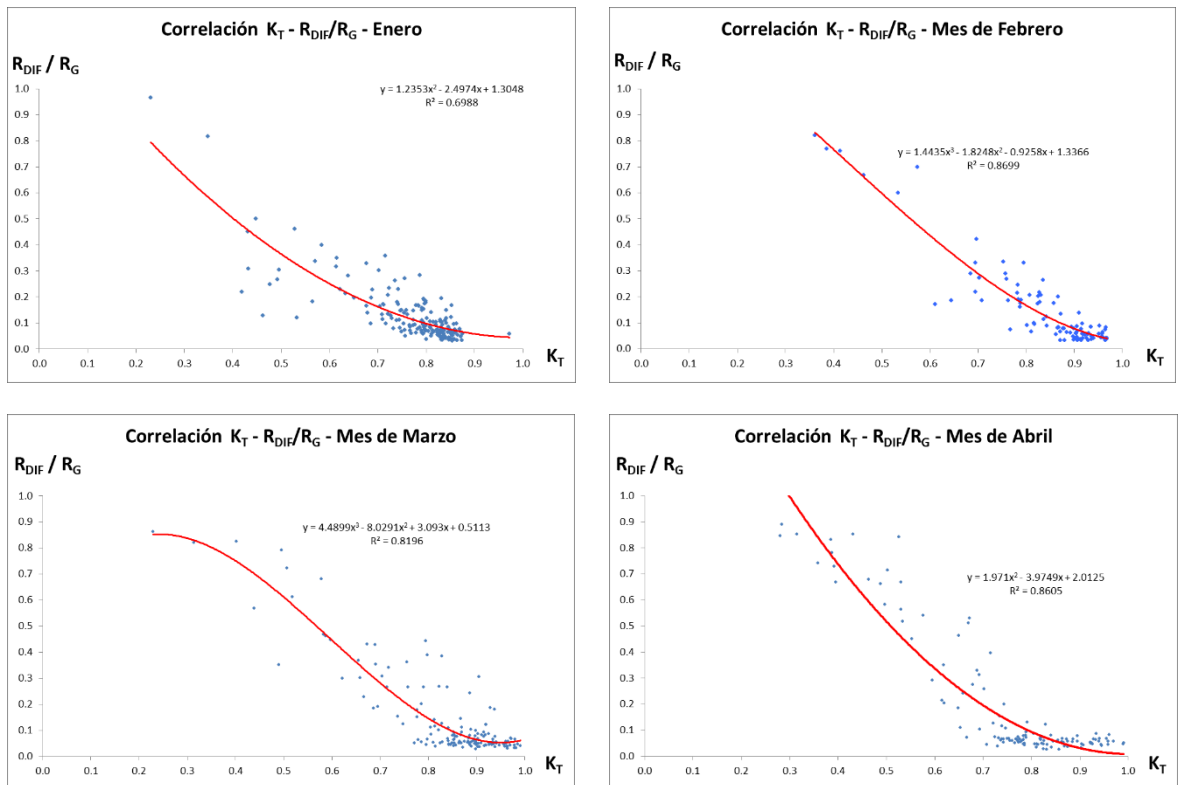 Correlación K_T - R_DIF/R_G - Enero
R_DIF / R_G
y = 1.2353x² - 2.4974x + 1.3048
R² = 0.6988
1.0
0.9
0.8
0.7
0.6
0.5
0.4
0.3
0.2
0.1
0.0
0.0 0.1 0.2 0.3 0.4 0.5 0.6 0.7 0.8 0.9 1.0
K_T
Correlación K_T - R_DIF/R_G - Mes de Febrero
R_DIF / R_G
y = 1.4435x³ - 1.8248x² - 0.9258x + 1.3366
R² = 0.8699
1.0
0.9
0.8
0.7
0.6
0.5
0.4
0.3
0.2
0.1
0.0
0.0 0.1 0.2 0.3 0.4 0.5 0.6 0.7 0.8 0.9 1.0
K_T
Correlación K_T - R_DIF/R_G - Mes de Marzo
R_DIF / R_G
y = 4.4899x³ - 8.0291x² + 3.093x + 0.5113
R² = 0.8196
1.0
0.9
0.8
0.7
0.6
0.5
0.4
0.3
0.2
0.1
0.0
0.0 0.1 0.2 0.3 0.4 0.5 0.6 0.7 0.8 0.9 1.0
K_T
Correlación K_T - R_DIF/R_G - Mes de Abril
R_DIF / R_G
y = 1.971x² - 3.9749x + 2.0125
R² = 0.8605
1.0
0.9
0.8
0.7
0.6
0.5
0.4
0.3
0.2
0.1
0.0
0.0 0.1 0.2 0.3 0.4 0.5 0.6 0.7 0.8 0.9 1.0
K_T